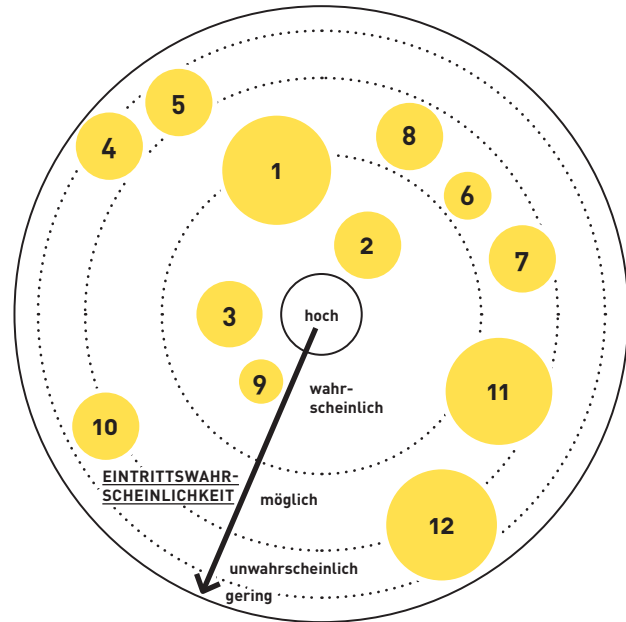 5
8
4
1
6
2
7
hoch
3
9
wahr-
scheinlich
11
10
EINTRITTSWAHR-
SCHEINLICHKEIT
möglich
12
unwahrscheinlich
gering